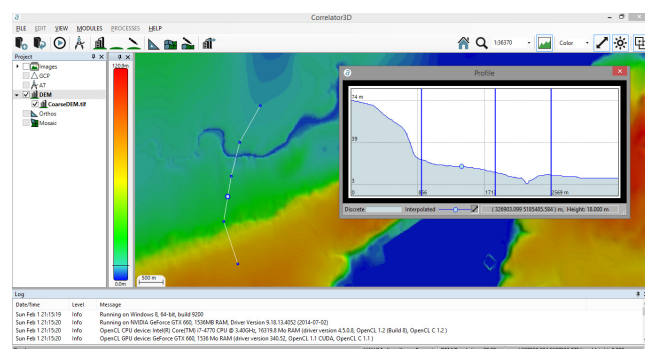 Correlator3D
FILE EDIT VIEW MODULES PROCESSES HELP
1:36370 Color
Project
Images
GCP
AT
DEM
CoarseDEM.tif
Orthos
Mosaic
120.0m
0.0m
500 m
Profile
74 m
39
3
0 856 1712 2569 m
Discrete Interpolated ( 326903.099 5105485.584 ) m, Height: 18.000 m
Log
Date/Time Level Message
Sun Feb 1 21:15:19 Info Running on Windows 8, 64-bit, build 9200
Sun Feb 1 21:15:20 Info Running on NVIDIA GeForce GTX 660, 1536MB RAM, Driver Version 9.18.13.4052 (2014-07-02)
Sun Feb 1 21:15:20 Info OpenCL CPU device: Intel(R) Core(TM) i7-4770 CPU @ 3.40GHz, 16319.8 Mo RAM (driver version 4.5.0.8, OpenCL 1.2 (Build 8), OpenCL C 1.2 )
Sun Feb 1 21:15:20 Info OpenCL GPU device: GeForce GTX 660, 1536 Mo RAM (driver version 340.52, OpenCL 1.1 CUDA, OpenCL C 1.1 )